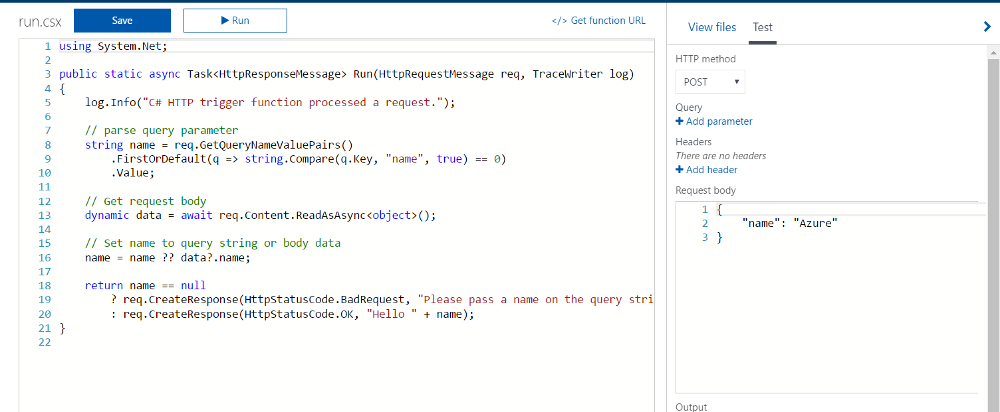 run.csx Save Run </> Get function URL
1 using System.Net;
2
3 public static async Task<HttpResponseMessage> Run(HttpRequestMessage req, TraceWriter log)
4 {
5     log.Info("C# HTTP trigger function processed a request.");
6
7     // parse query parameter
8     string name = req.GetQueryNameValuePairs()
9         .FirstOrDefault(q => string.Compare(q.Key, "name", true) == 0)
10         .Value;
11
12     // Get request body
13     dynamic data = await req.Content.ReadAsAsync<object>();
14
15     // Set name to query string or body data
16     name = name ?? data?.name;
17
18     return name == null
19         ? req.CreateResponse(HttpStatusCode.BadRequest, "Please pass a name on the query stri
20         : req.CreateResponse(HttpStatusCode.OK, "Hello " + name);
21 }
22
View files Test
HTTP method
POST
Query
Add parameter
Headers
There are no headers
Add header
Request body
1 {
2     "name": "Azure"
3 }
Output